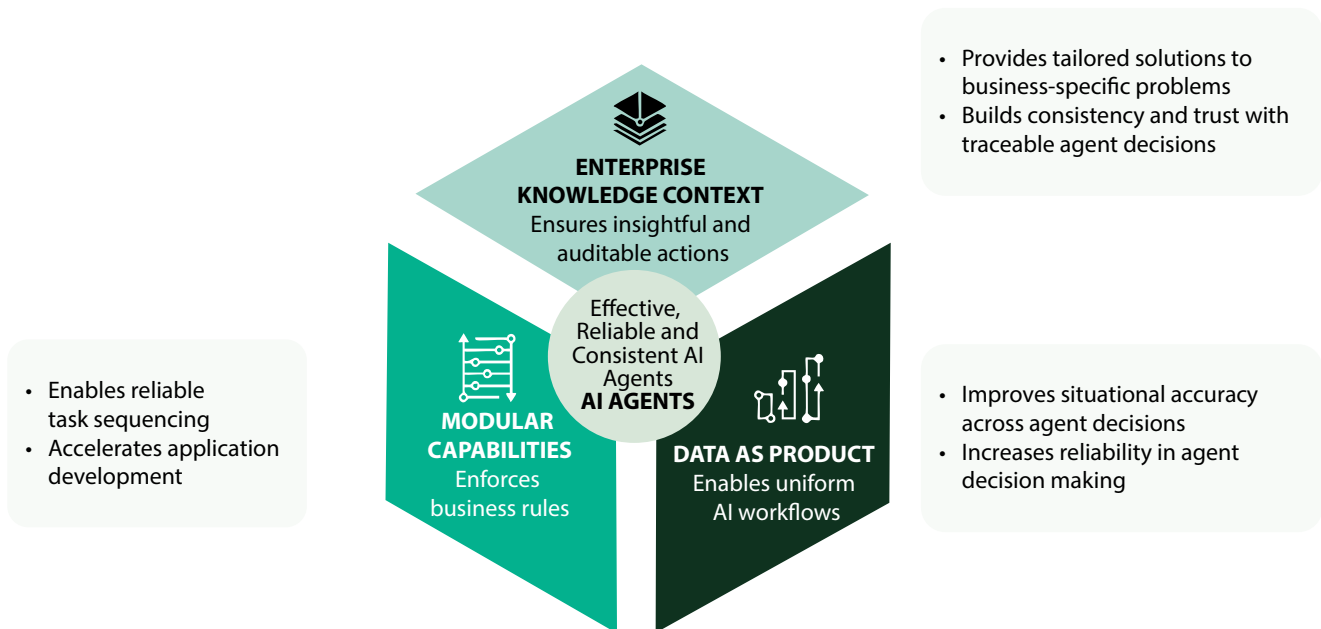 • Provides tailored solutions to
business-specific problems
• Builds consistency and trust with
traceable agent decisions
ENTERPRISE
KNOWLEDGE CONTEXT
Ensures insightful and
auditable actions
Effective,
Reliable and
Consistent AI
Agents
AI AGENTS
• Enables reliable
task sequencing
• Accelerates application
development
MODULAR
CAPABILITIES
Enforces
business rules
DATA AS PRODUCT
Enables uniform
AI workflows
• Improves situational accuracy
across agent decisions
• Increases reliability in agent
decision making